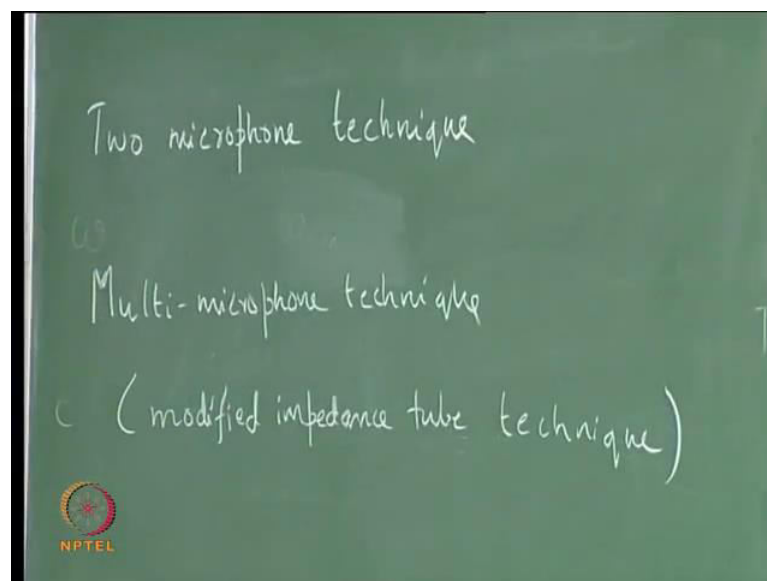 Two microphone technique
Multi-microphone technique
(modified impedance tube technique)
NPTEL